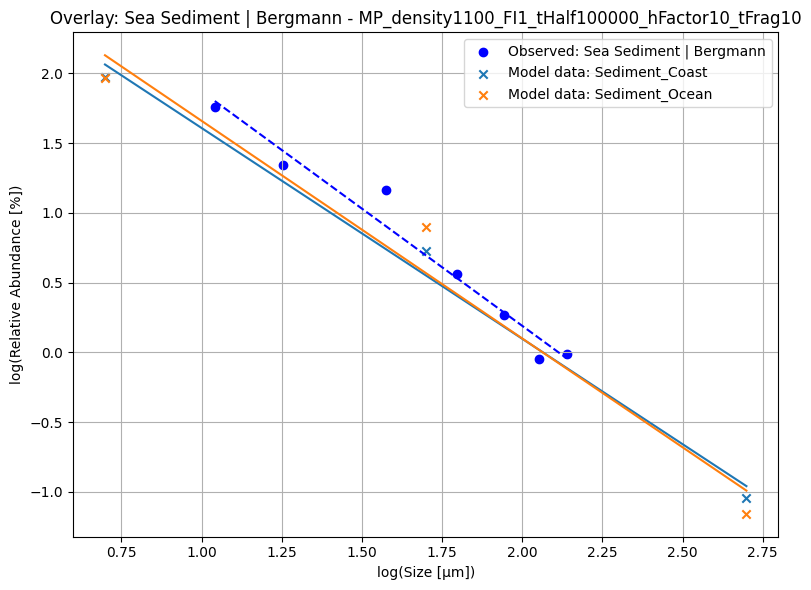 Overlay: Sea Sediment | Bergmann - MP_density1100_FI1_tHalf100000_hFactor10_tFrag10
Observed: Sea Sediment | Bergmann
Model data: Sediment_Coast
Model data: Sediment_Ocean
log(Relative Abundance [%])
2.0
1.5
1.0
0.5
0.0
−0.5
−1.0
0.75
1.00
1.25
1.50
1.75
2.00
2.25
2.50
2.75
log(Size [µm])